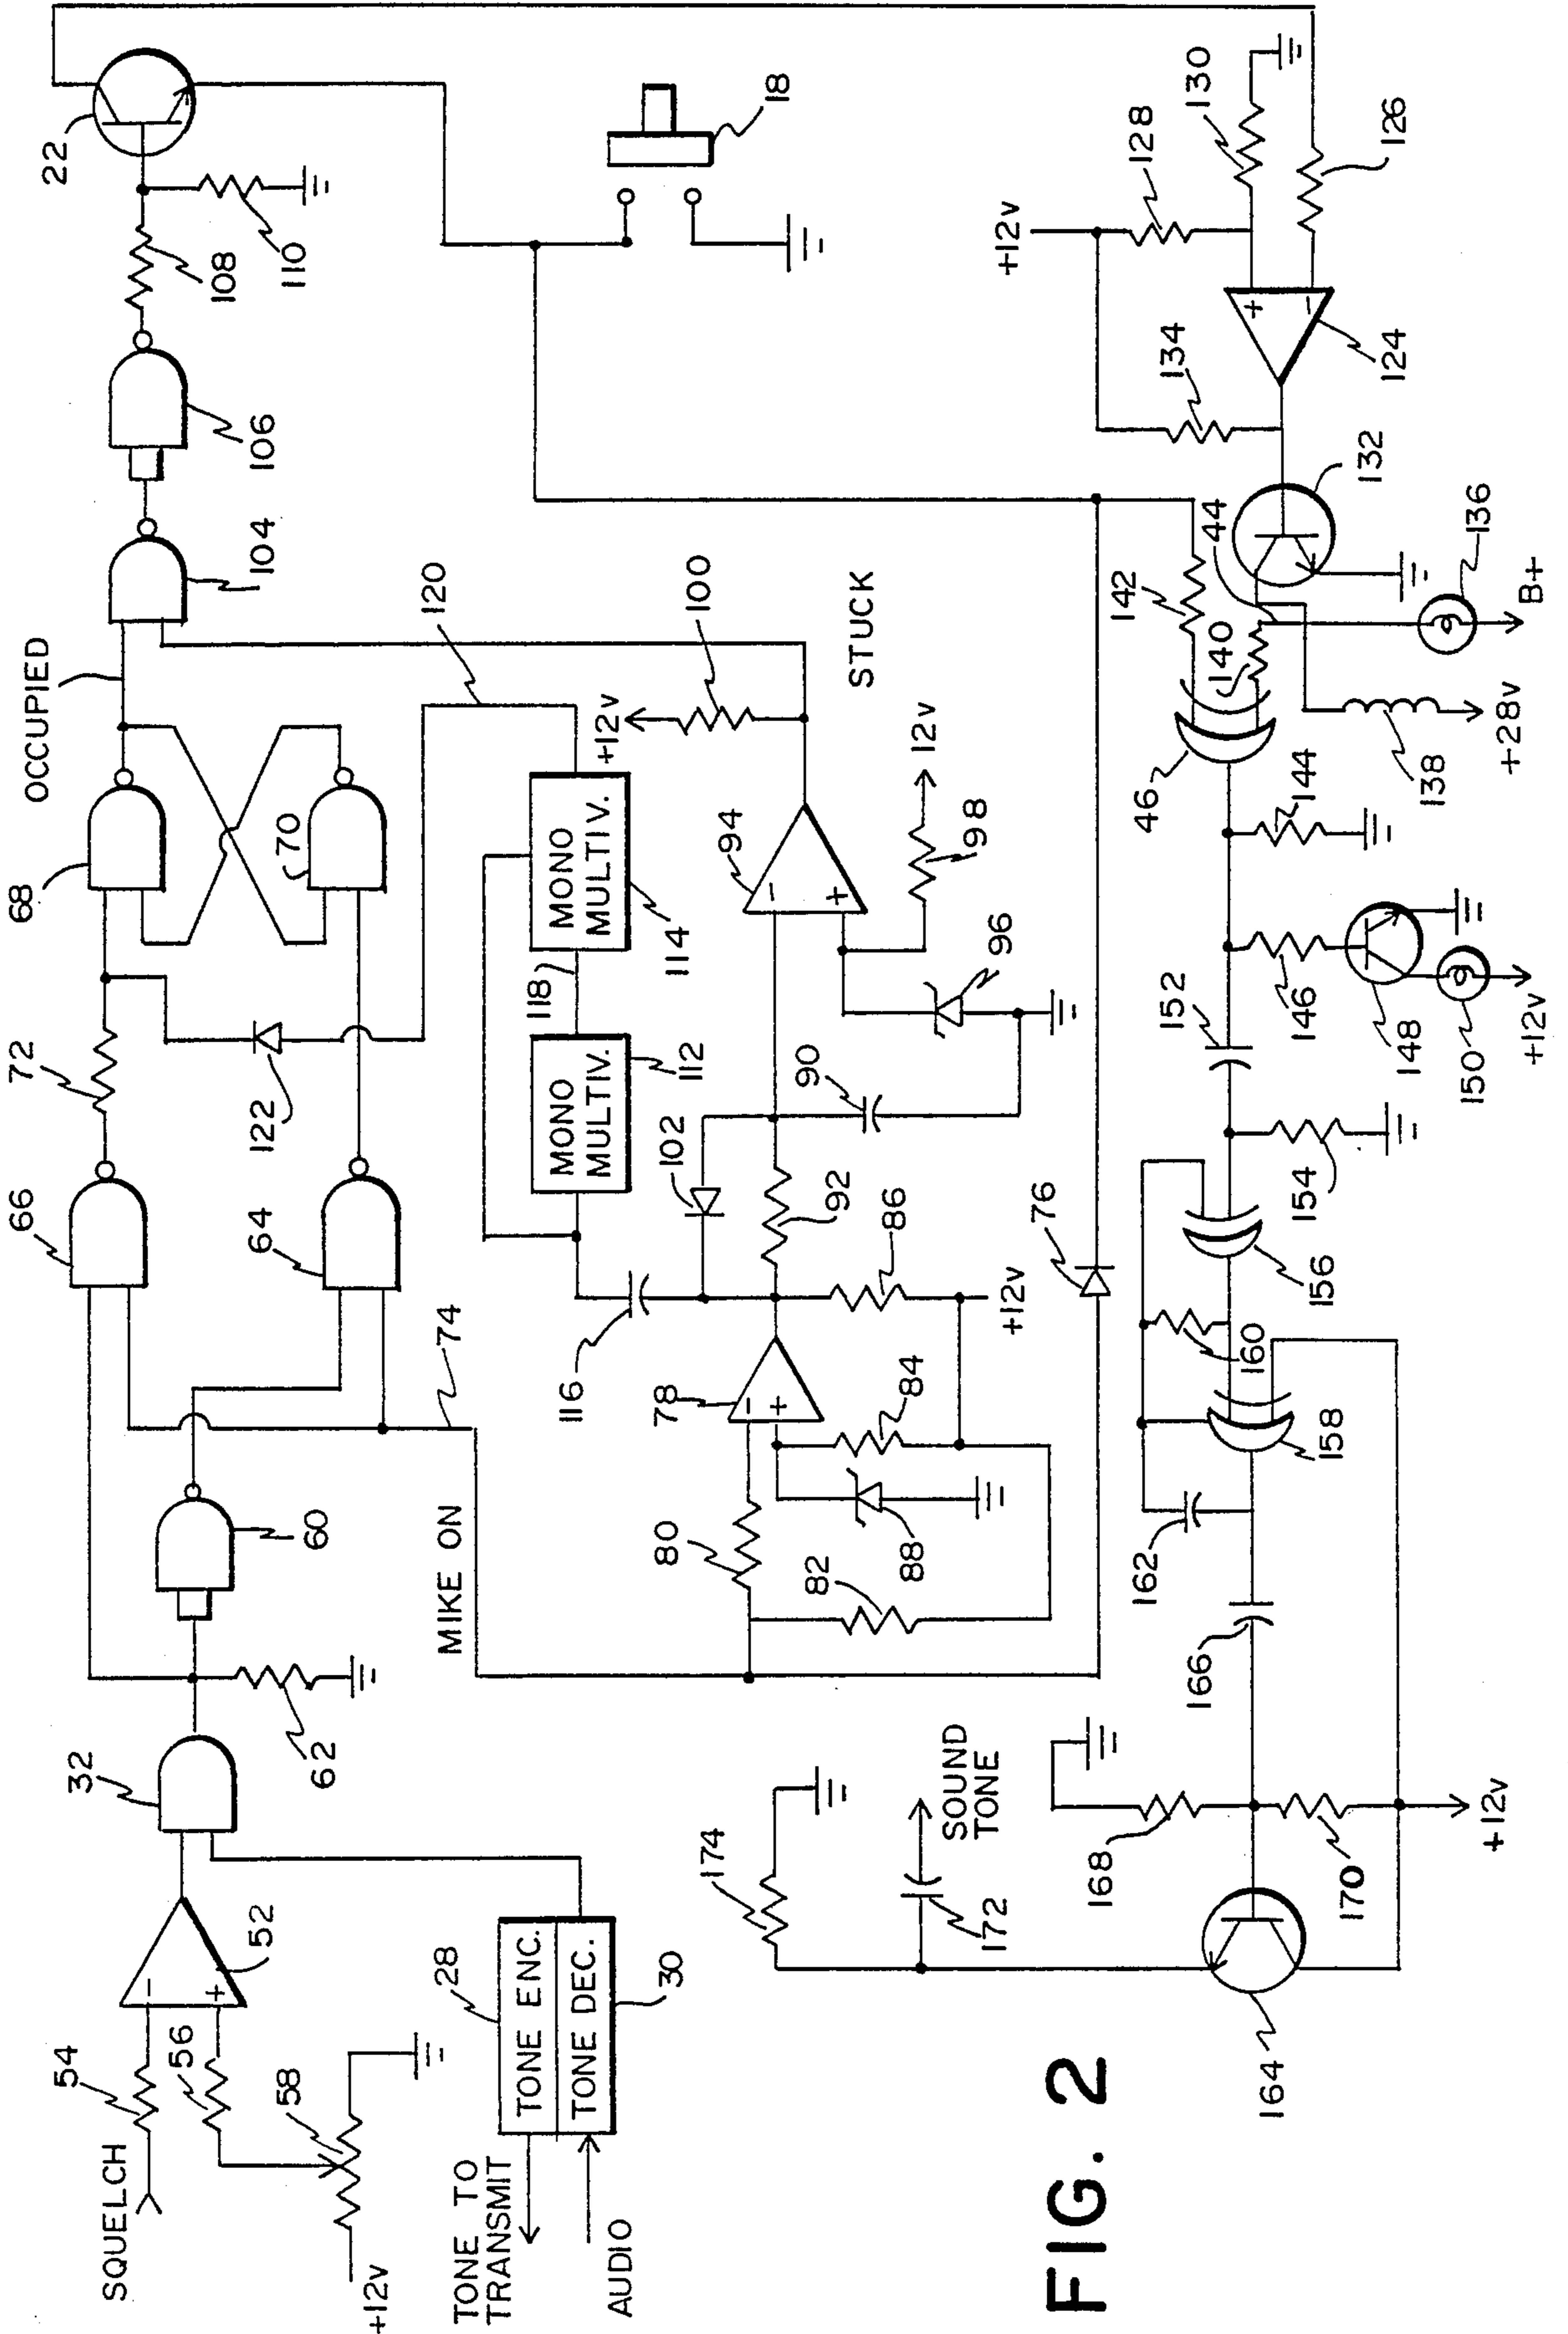 SQUELCH
54
56
58
+12v
52
32
62
60
TONE TO
TRANSMIT
AUDIO
28
TONE ENC.
TONE DEC.
30
66
64
72
122
68
70
OCCUPIED
104
106
108
110
22
18
74
MIKE ON
80
82
78
88
84
86
+12v
116
MONO
MULTIV.
112
118
MONO
MULTIV.
114
120
102
92
90
94
96
98
12v
+12v
100
STUCK
76
174
SOUND
TONE
172
164
168
170
+12v
166
162
158
160
156
154
152
146
148
150
+12v
144
46
142
140
44
138
+28v
136
B+
132
134
124
+12v
128
130
126
FIG. 2